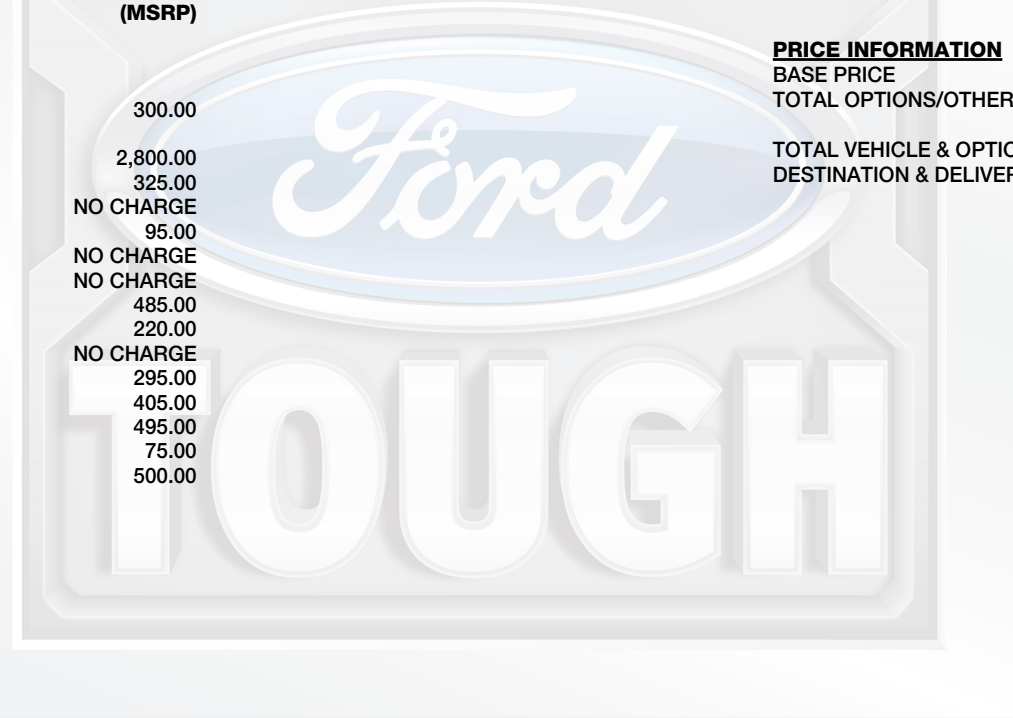 (MSRP)
300.00
2,800.00
325.00
NO CHARGE
95.00
NO CHARGE
NO CHARGE
485.00
220.00
NO CHARGE
295.00
405.00
495.00
75.00
500.00
PRICE INFORMATION
BASE PRICE
TOTAL OPTIONS/OTHER
TOTAL VEHICLE & OPTIO
DESTINATION & DELIVER
Ford
TOUGH